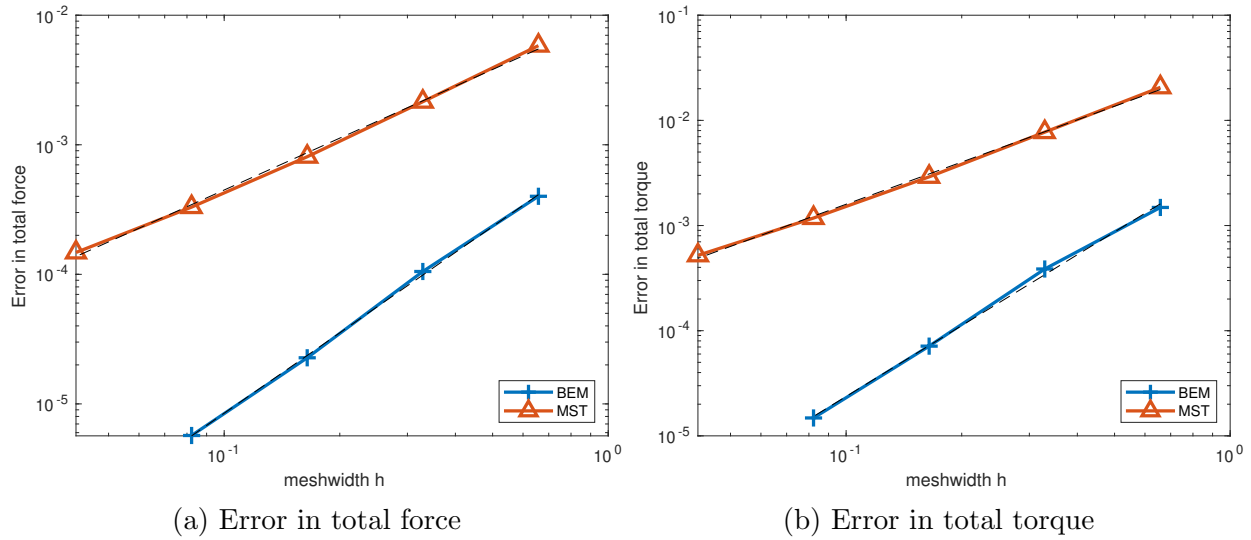 10^-2
10^-3
10^-4
10^-5
Error in total force
10^-1
10^0
meshwidth h
BEM
MST
(a) Error in total force
10^-1
10^-2
10^-3
10^-4
10^-5
Error in total torque
10^-1
10^0
meshwidth h
BEM
MST
(b) Error in total torque